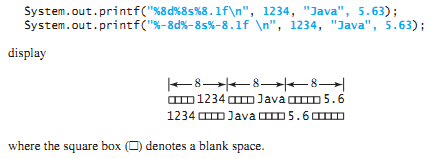 System.out.printf("%8d%8s%8.1f\n", 1234, "Java", 5.63);
System.out.printf("%-8d%-8s%-8.1f \n", 1234, "Java", 5.63);
display
|←8→|←8→|←8→|
□□□□1234□□□□Java□□□□□5.6
1234□□□□Java□□□□5.6□□□□□
where the square box (□) denotes a blank space.